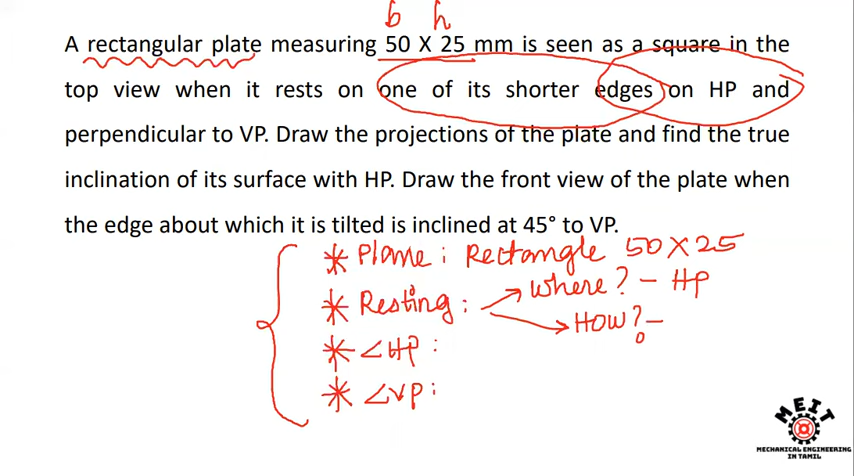 b h
A rectangular plate measuring 50 X 25 mm is seen as a square in the
top view when it rests on one of its shorter edges on HP and
perpendicular to VP. Draw the projections of the plate and find the true
inclination of its surface with HP. Draw the front view of the plate when
the edge about which it is tilted is inclined at 45° to VP.
* Plane : Rectangle 50 X 25
* Resting : Where? - HP
HOW? -
* ∠HP :
* ∠VP :
MEIT
MECHANICAL ENGINEERING
IN TAMIL